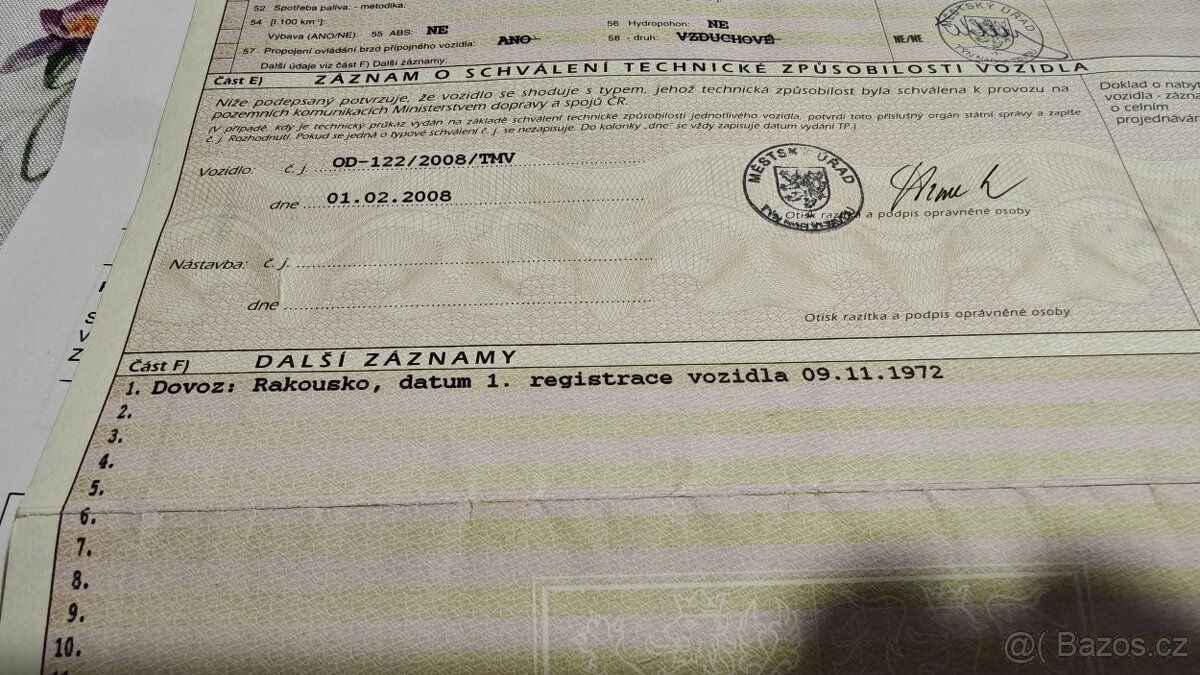 52 Spotřeba paliva: - metodika:
54 [l.100 km⁻¹]:
Výbava (ANO/NE): 55 ABS: NE 56 Hydropohon: NE
57 Propojení ovládání brzd přípojného vozidla: ANO 58 - druh: VZDUCHOVÉ NE/NE
Další údaje viz část F) Další záznamy:
MĚSTSKÝ ÚŘAD
Část E) ZÁZNAM O SCHVÁLENÍ TECHNICKÉ ZPŮSOBILOSTI VOZIDLA
Níže podepsaný potvrzuje, že vozidlo se shoduje s typem, jehož technická způsobilost byla schválena k provozu na
pozemních komunikacích Ministerstvem dopravy a spojů ČR.
(V případě, kdy je technický průkaz vydán na základě schválení technické způsobilosti jednotlivého vozidla, potvrdí toto příslušný orgán státní správy a zapíše
č. j. Rozhodnutí. Pokud se jedná o typové schválení č. j. se nezapisuje. Do kolonky „dne" se vždy zapisuje datum vydání TP.)
Doklad o nabyt
vozidla - zázna
o celním
projednáván
Vozidlo: č. j. OD-122/2008/TMV
dne 01.02.2008
MĚSTSKÝ ÚŘAD
Otisk razítka a podpis oprávněné osoby
Nástavba: č. j.
dne
Otisk razítka a podpis oprávněné osoby
Část F) DALŠÍ ZÁZNAMY
1. Dovoz: Rakousko, datum 1. registrace vozidla 09.11.1972
2.
3.
4.
5.
6.
7.
8.
9.
10.
@( Bazos.cz